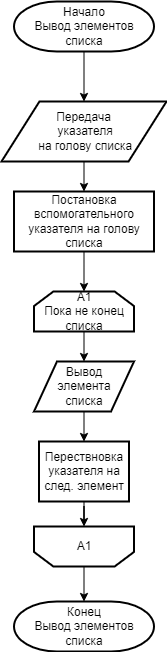 Начало
Вывод элементов
списка
Передача
указателя
на голову списка
Постановка
вспомогательного
указателя на голову
списка
А1
Пока не конец
списка
Вывод
элемента
списка
Перествновка
указателя на
след. элемент
А1
Конец
Вывод элементов
списка